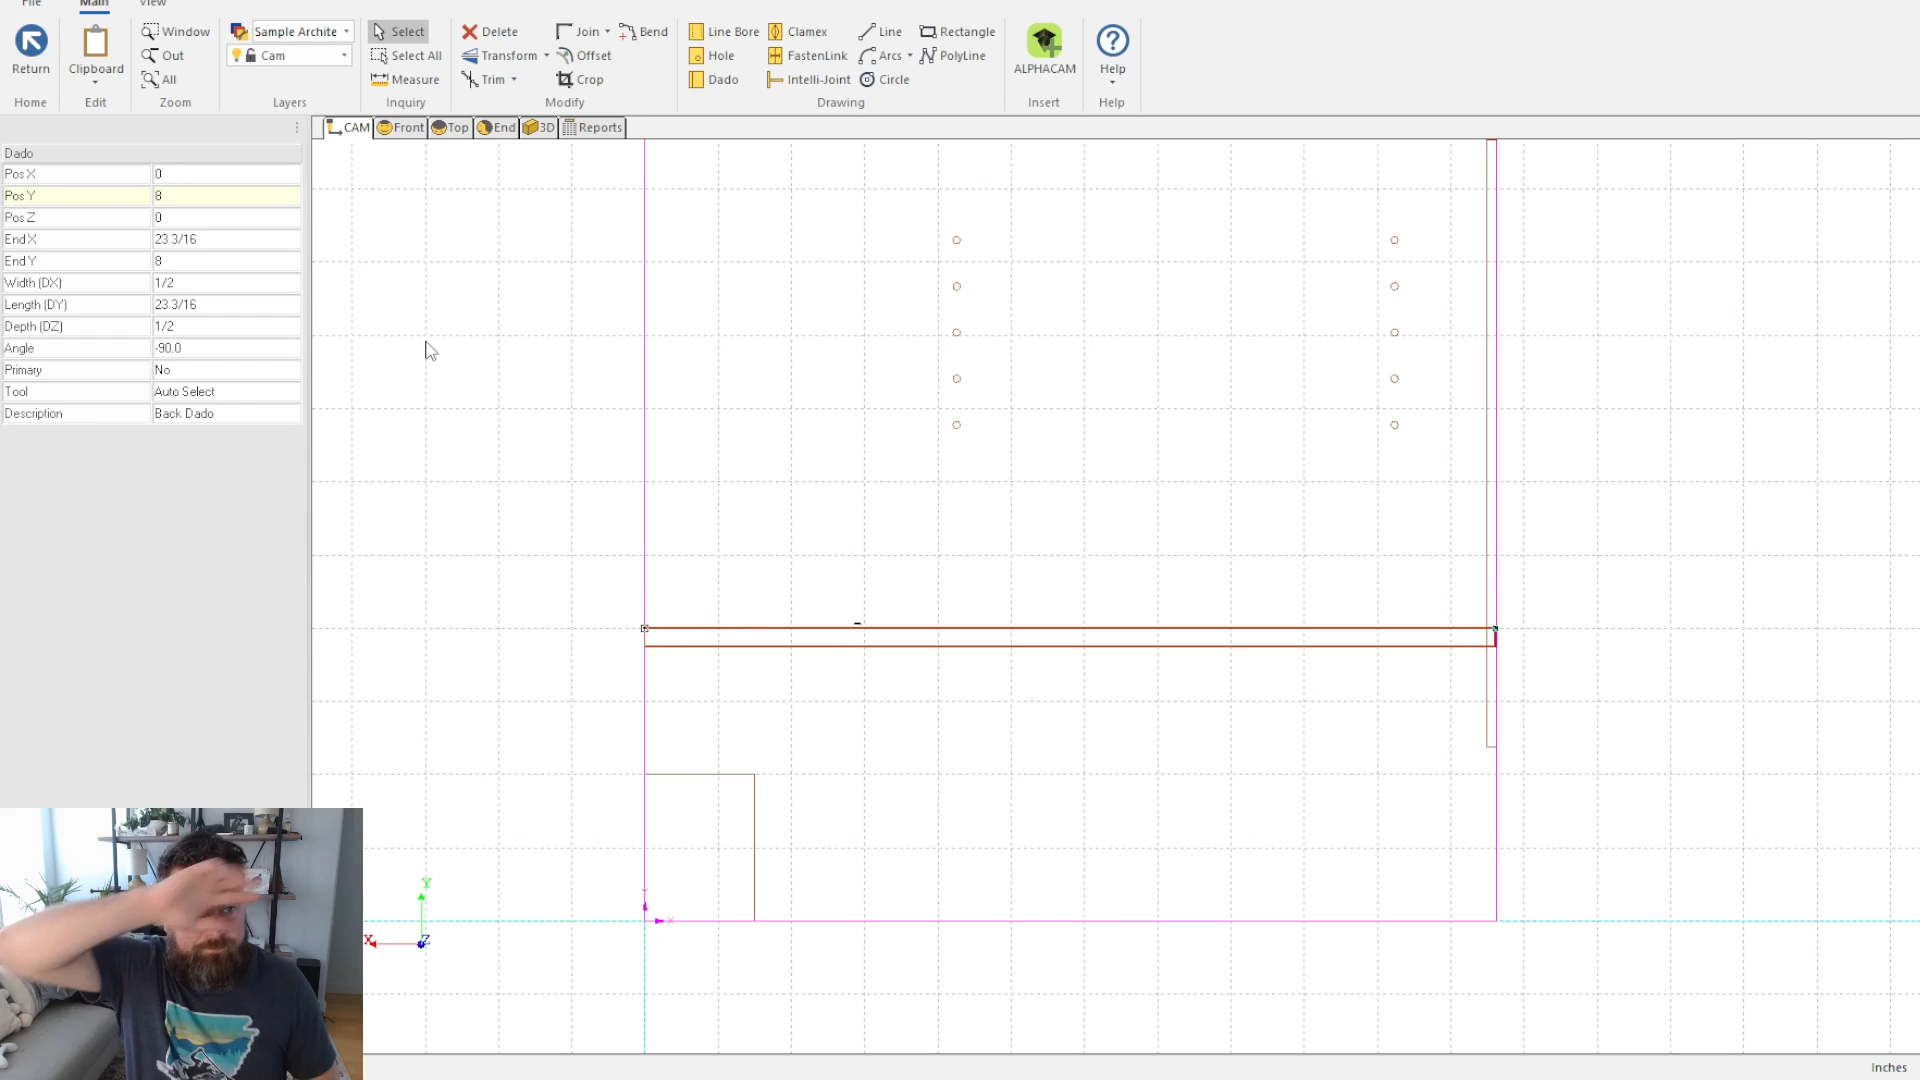 File Main View
Window Sample Archite Select Delete Join Bend Line Bore Clamex Line Rectangle
Out Cam Select All Transform Offset Hole FastenLink Arcs PolyLine
Return Clipboard All Measure Trim Crop Dado Intelli-Joint Circle ALPHACAM Help
Home Edit Zoom Layers Inquiry Modify Drawing Insert Help
CAM Front Top End 3D Reports
Dado
Pos X 0
Pos Y 8
Pos Z 0
End X 23 3/16
End Y 8
Width (DX) 1/2
Length (DY) 23 3/16
Depth (DZ) 1/2
Angle -90.0
Primary No
Tool Auto Select
Description Back Dado
Y
X
Y
X Z
Inches